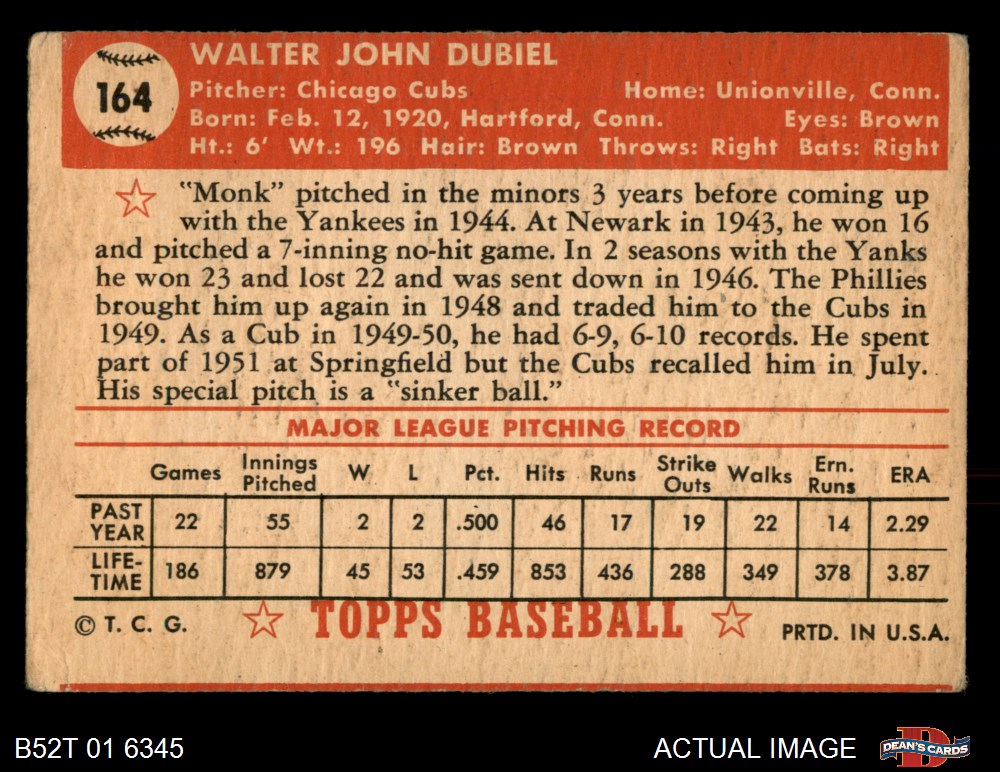 164
WALTER JOHN DUBIEL
Pitcher: Chicago Cubs Home: Unionville, Conn.
Born: Feb. 12, 1920, Hartford, Conn. Eyes: Brown
Ht.: 6' Wt.: 196 Hair: Brown Throws: Right Bats: Right
"Monk" pitched in the minors 3 years before coming up
with the Yankees in 1944. At Newark in 1943, he won 16
and pitched a 7-inning no-hit game. In 2 seasons with the Yanks
he won 23 and lost 22 and was sent down in 1946. The Phillies
brought him up again in 1948 and traded him to the Cubs in
1949. As a Cub in 1949-50, he had 6-9, 6-10 records. He spent
part of 1951 at Springfield but the Cubs recalled him in July.
His special pitch is a "sinker ball."
MAJOR LEAGUE PITCHING RECORD
Games Innings Pitched W L Pct. Hits Runs Strike Outs Walks Ern. Runs ERA
PAST YEAR 22 55 2 2 .500 46 17 19 22 14 2.29
LIFE-TIME 186 879 45 53 .459 853 436 288 349 378 3.87
© T. C. G. TOPPS BASEBALL PRTD. IN U.S.A.
B52T 01 6345 ACTUAL IMAGE DEAN'S CARDS